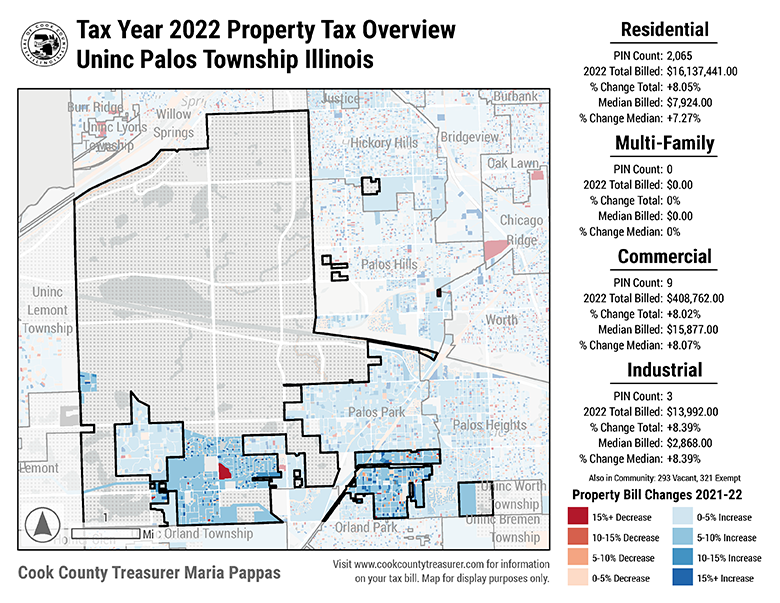 Tax Year 2022 Property Tax Overview
Uninc Palos Township Illinois
Residential
PIN Count: 2,065
2022 Total Billed: $16,137,441.00
% Change Total: +8.05%
Median Billed: $7,924.00
% Change Median: +7.27%
Multi-Family
PIN Count: 0
2022 Total Billed: $0.00
% Change Total: 0%
Median Billed: $0.00
% Change Median: 0%
Commercial
PIN Count: 9
2022 Total Billed: $408,762.00
% Change Total: +8.02%
Median Billed: $15,877.00
% Change Median: +8.07%
Industrial
PIN Count: 3
2022 Total Billed: $13,992.00
% Change Total: +8.39%
Median Billed: $2,868.00
% Change Median: +8.39%
Also in Community: 293 Vacant, 321 Exempt
Property Bill Changes 2021-22
15%+ Decrease
10-15% Decrease
5-10% Decrease
0-5% Decrease
0-5% Increase
5-10% Increase
10-15% Increase
15%+ Increase
Burr Ridge
Uninc Lyons
Township
Willow
Springs
Justice
Burbank
Hickory Hills
Bridgeview
Oak Lawn
Chicago
Ridge
Palos Hills
Uninc
Lemont
Township
Worth
Palos Park
Palos Heights
Lemont
Uninc Worth
Township
Orland Park
Uninc Bremen
Township
Orland Township
1
Mi
Cook County Treasurer Maria Pappas
Visit www.cookcountytreasurer.com for information
on your tax bill. Map for display purposes only.